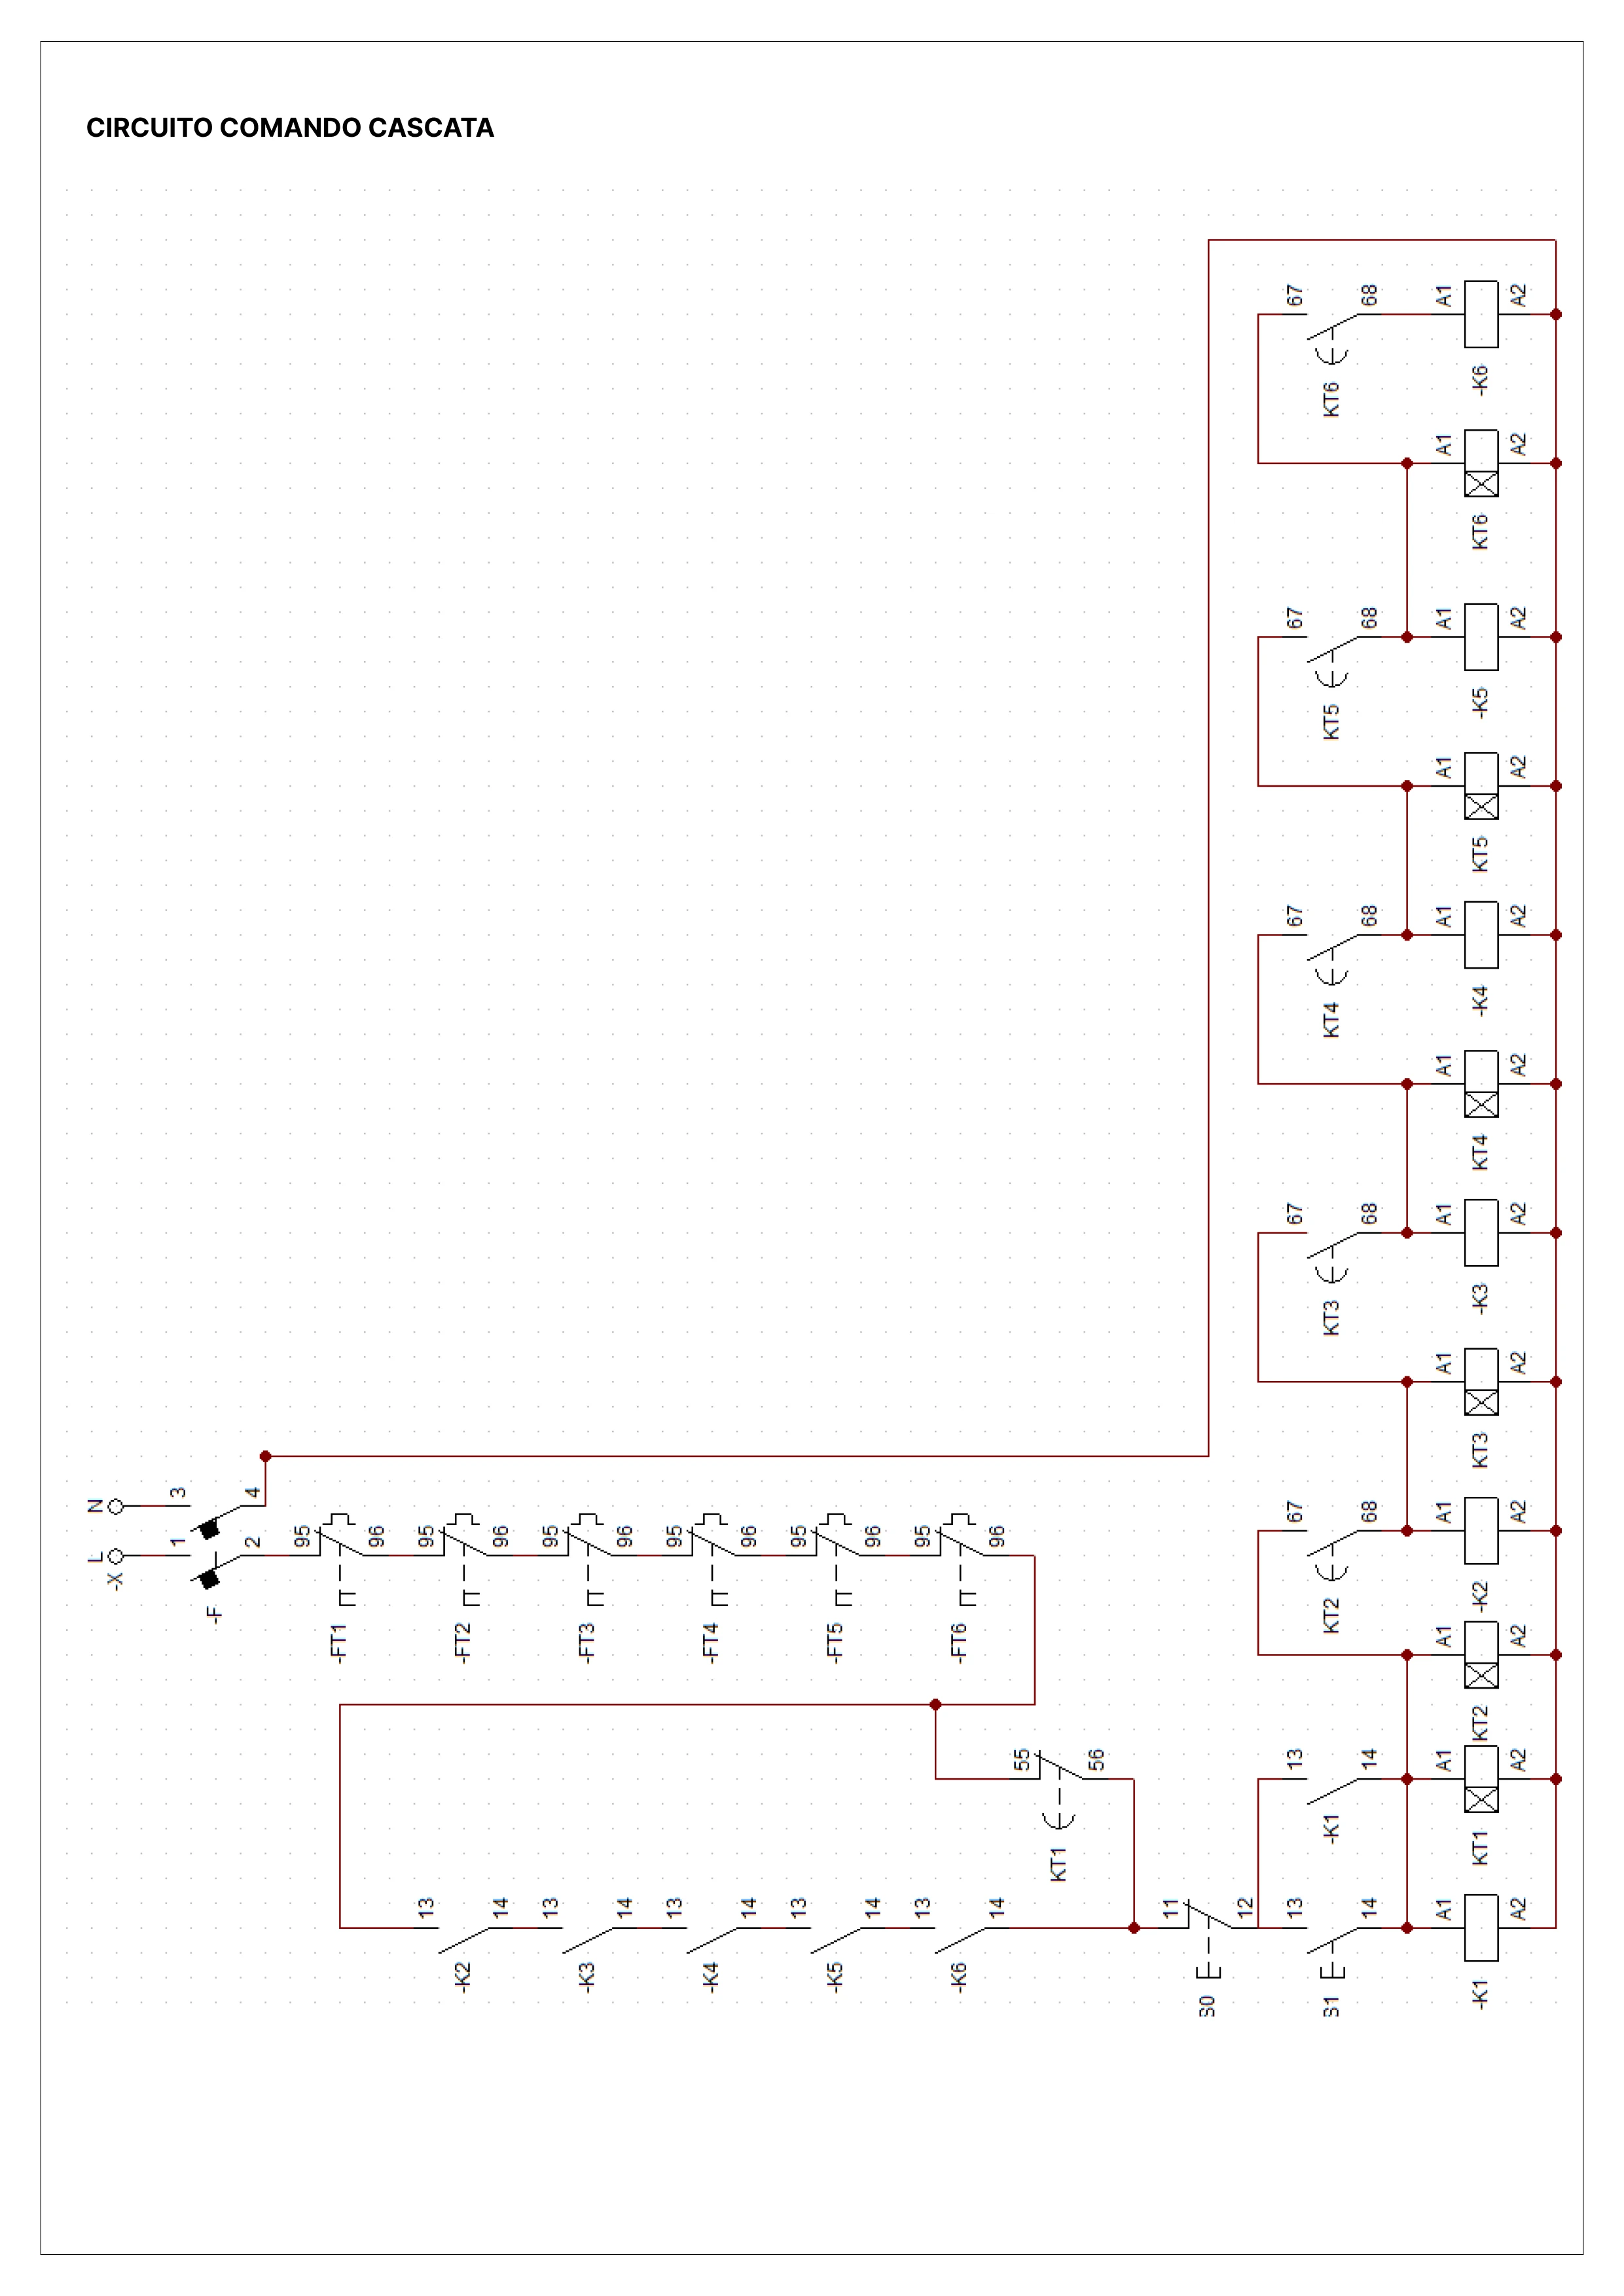 CIRCUITO COMANDO CASCATA
L N
-X
1 3
-F
2 4
95
-FT1
96
13 95
-K2 -FT2
14 96
13 95
-K3 -FT3
14 96
13 95
-K4 -FT4
14 96
13 95
-K5 -FT5
14 96
13 95
-K6 -FT6
14 96
55
KT1
56
11
S0
12
13 13 67 67 67 67 67
S1 -K1 KT2 KT3 KT4 KT5 KT6
14 14 68 68 68 68 68
A1 A1 A1 A1 A1 A1 A1 A1 A1 A1 A1 A1
-K1 KT1 KT2 -K2 KT3 -K3 KT4 -K4 KT5 -K5 KT6 -K6
A2 A2 A2 A2 A2 A2 A2 A2 A2 A2 A2 A2